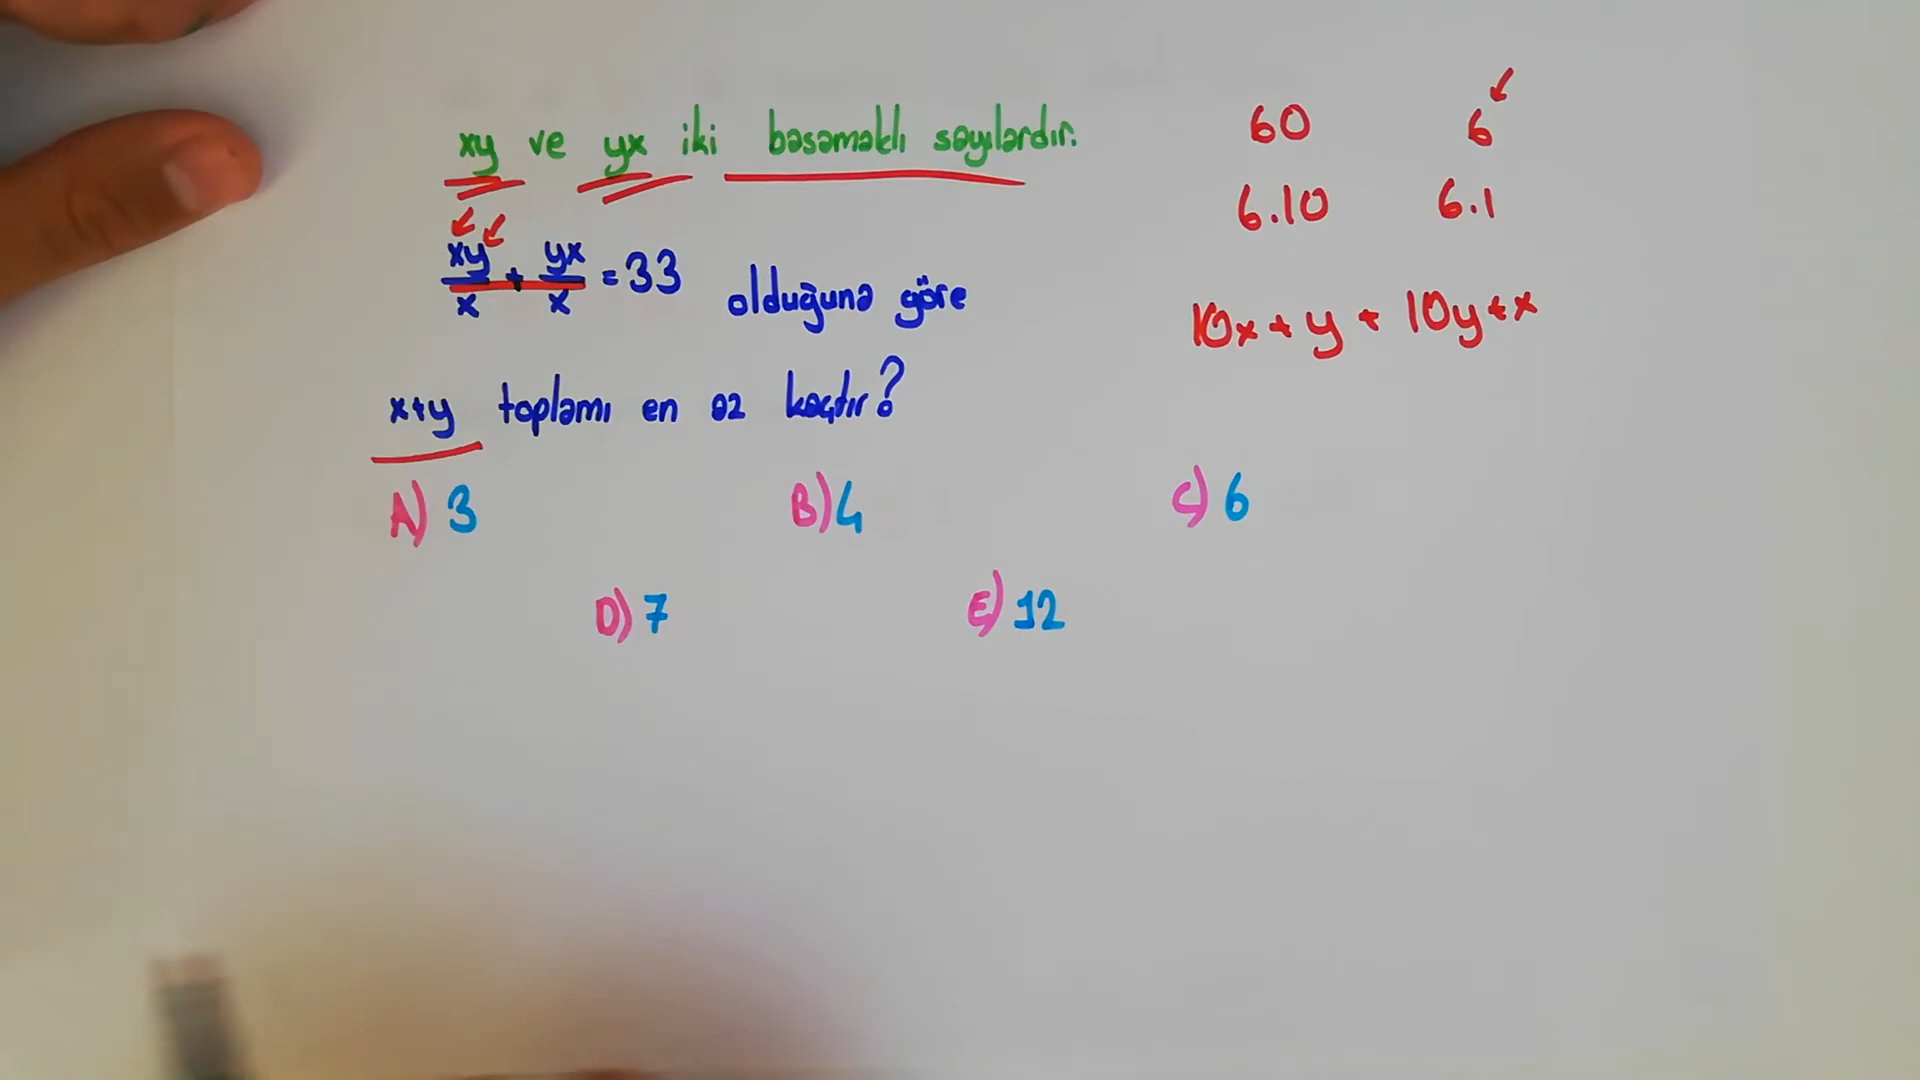 xy ve yx iki basamaklı sayılardır.
xy/x + yx/x = 33 olduğuna göre
x+y toplamı en az kaçtır?
A) 3 B) 4 C) 6
D) 7 E) 12
60 6
6.10 6.1
10x + y + 10y + x